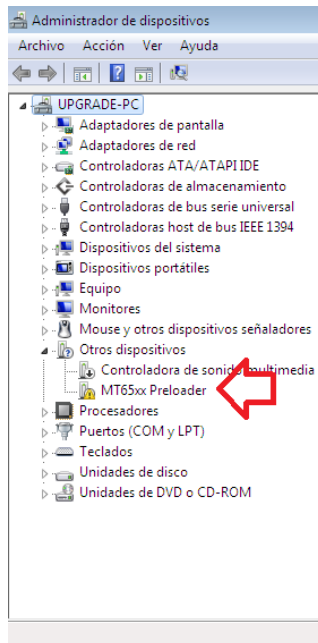 Administrador de dispositivos
Archivo Acción Ver Ayuda
UPGRADE-PC
Adaptadores de pantalla
Adaptadores de red
Controladoras ATA/ATAPI IDE
Controladoras de almacenamiento
Controladoras de bus serie universal
Controladoras host de bus IEEE 1394
Dispositivos del sistema
Dispositivos portátiles
Equipo
Monitores
Mouse y otros dispositivos señaladores
Otros dispositivos
Controladora de sonido multimedia
MT65xx Preloader
Procesadores
Puertos (COM y LPT)
Teclados
Unidades de disco
Unidades de DVD o CD-ROM